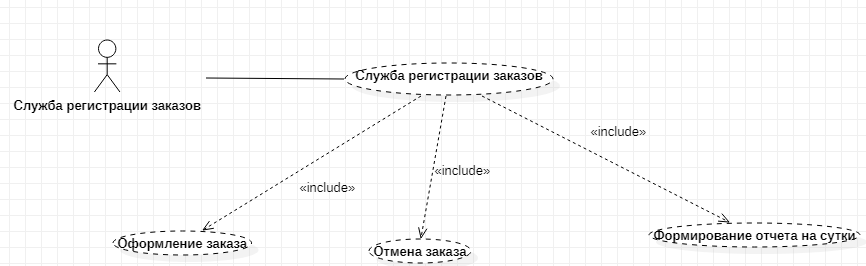 Служба регистрации заказов
Служба регистрации заказов
«include»
«include»
«include»
Оформление заказа
Отмена заказа
Формирование отчета на сутки